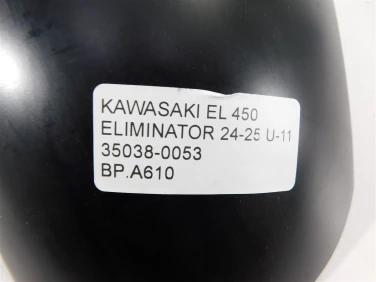 KAWASAKI EL 450
ELIMINATOR 24-25 U-11
35038-0053
BP.A610